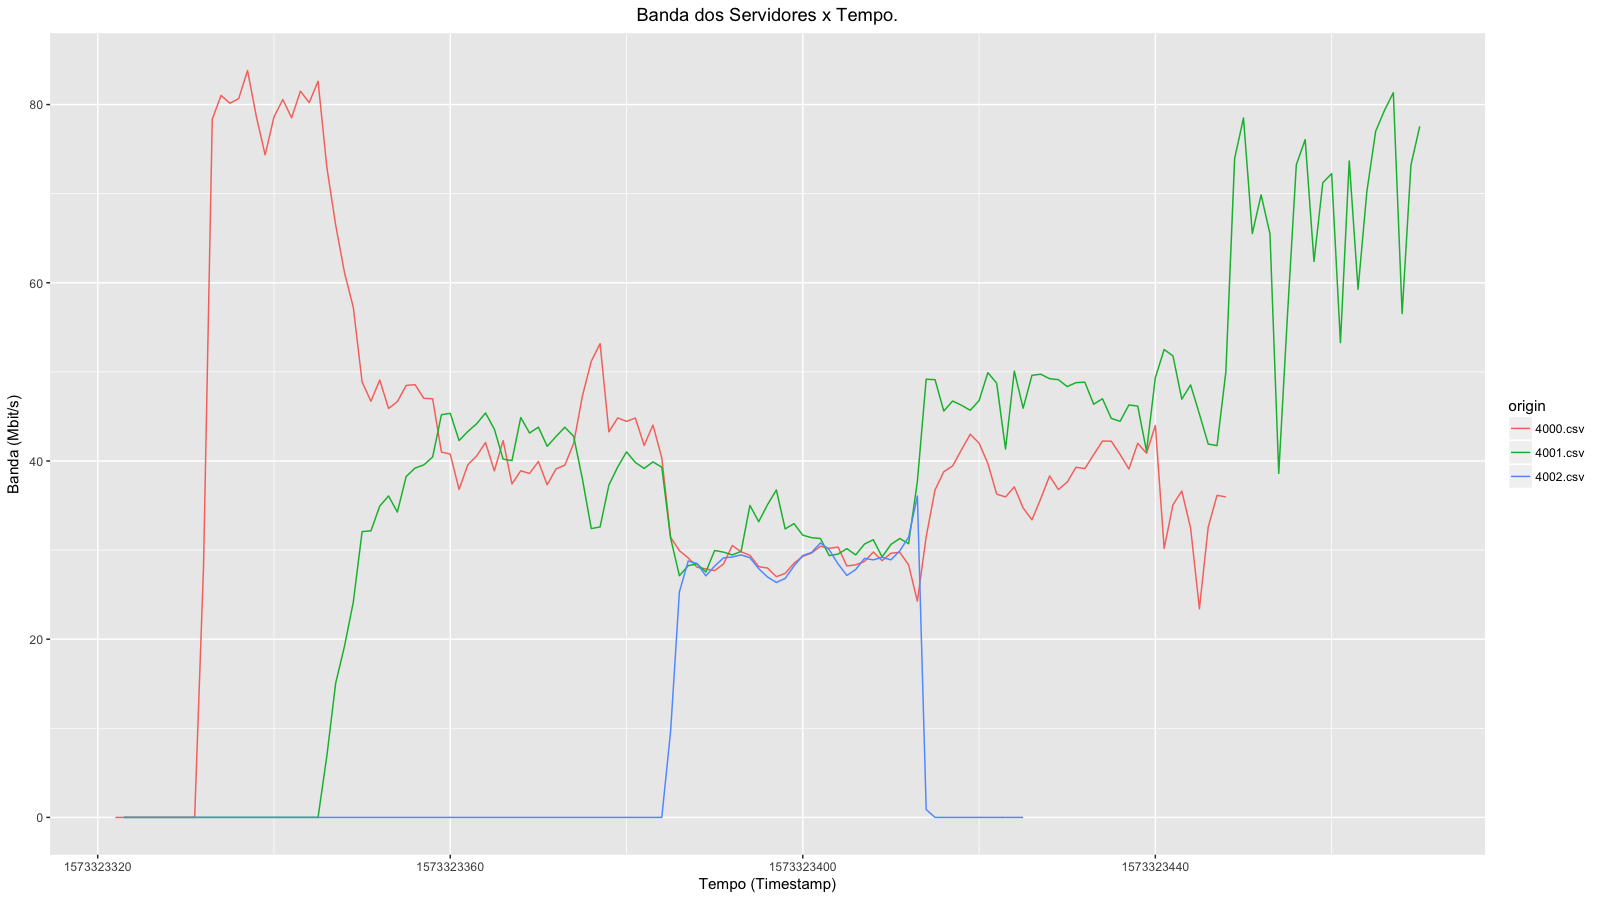 Banda dos Servidores x Tempo.
Banda (Mbit/s)
80
60
40
20
0
1573323320
1573323360
1573323400
1573323440
Tempo (Timestamp)
origin
4000.csv
4001.csv
4002.csv